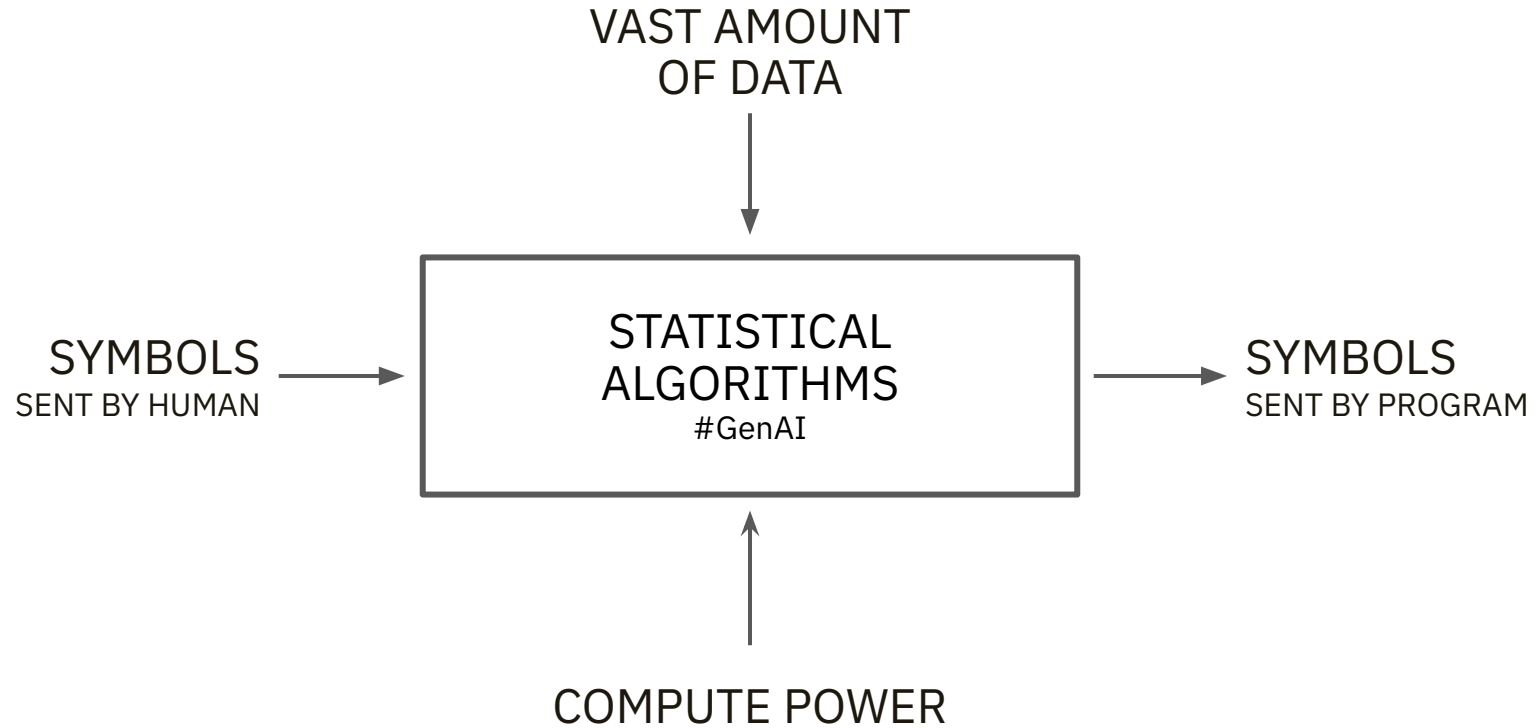 VAST AMOUNT
OF DATA
SYMBOLS
SENT BY HUMAN
STATISTICAL
ALGORITHMS
#GenAI
SYMBOLS
SENT BY PROGRAM
COMPUTE POWER